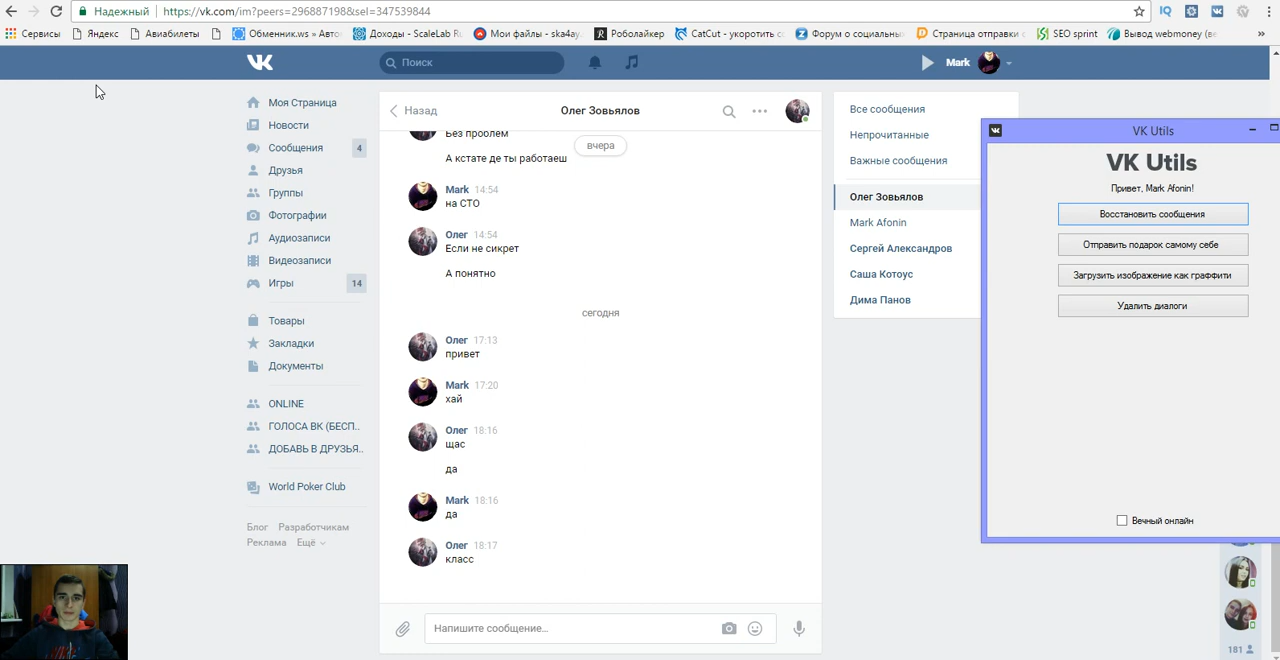 Надежный
https://vk.com/im?peers=296887198&sel=347539844
Сервисы
Яндекс
Авиабилеты
Обменник.ws » Авто
Доходы - ScaleLab Ru
Мои файлы - ska4ay
Роболайкер
CatCut - укоротить с
Форум о социальны
Страница отправки с
SEO sprint
Вывод webmoney (ве
»
Поиск
Mark
Моя Страница
Новости
Сообщения 4
Друзья
Группы
Фотографии
Аудиозаписи
Видеозаписи
Игры 14
Товары
Закладки
Документы
ONLINE
ГОЛОСА ВК (БЕСП..
ДОБАВЬ В ДРУЗЬЯ..
World Poker Club
Блог Разработчикам
Реклама Ещё
Назад
Олег Зовьялов
Без проблем
вчера
А кстате де ты работаеш
Mark 14:54
на СТО
Олег 14:54
Если не сикрет
А понятно
сегодня
Олег 17:13
привет
Mark 17:20
хай
Олег 18:16
щас
да
Mark 18:16
да
Олег 18:17
класс
Напишите сообщение...
Все сообщения
Непрочитанные
Важные сообщения
Олег Зовьялов
Mark Afonin
Сергей Александров
Саша Котоус
Дима Панов
VK Utils
VK Utils
Привет, Mark Afonin!
Восстановить сообщения
Отправить подарок самому себе
Загрузить изображение как граффити
Удалить диалоги
Вечный онлайн
181